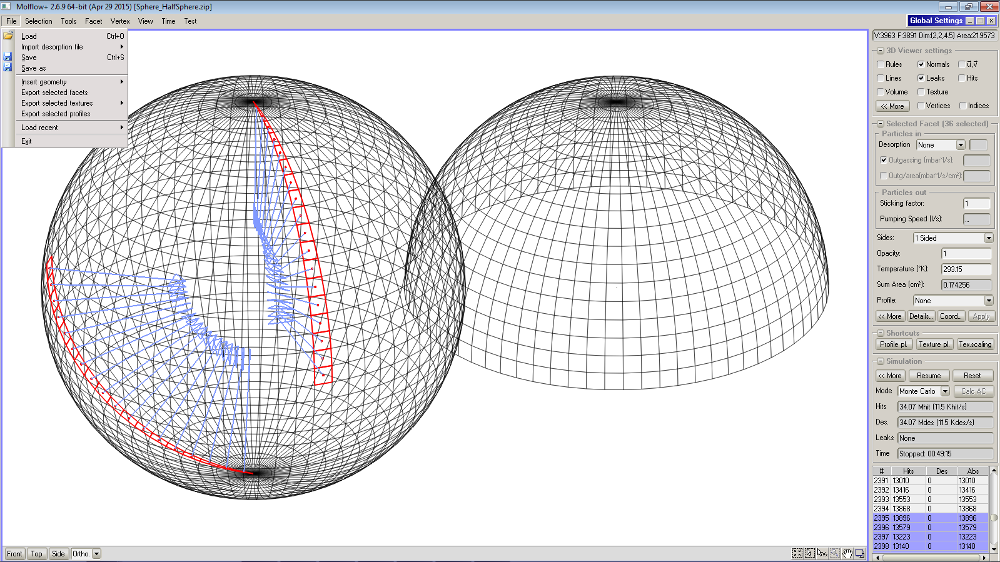 Molflow+ 2.6.9 64-bit (Apr 29 2015) [Sphere_HalfSphere.zip]
File Selection Tools Facet Vertex View Time Test
Load Ctrl+O
Import desorption file
Save Ctrl+S
Save as
Insert geometry
Export selected facets
Export selected textures
Export selected profiles
Load recent
Exit
Front Top Side Ortho.
Global Settings
V:3963 F:3891 Dim:(2,2,4.5) Area:21.9573
3D Viewer settings
Rules Normals ū,v̄
Lines Leaks Hits
Volume Texture
<< More Vertices Indices
Selected Facet (36 selected)
Particles in
Desorption None
Outgassing (mbar*l/s):
Outg/area(mbar*l/s/cm²):
Particles out
Sticking factor: 1
Pumping Speed (l/s): ...
Sides: 1 Sided
Opacity: 1
Temperature (°K): 293.15
Sum Area (cm²): 0.174256
Profile: None
<< More Details... Coord... Apply
Shortcuts
Profile pl. Texture pl. Tex.scaling
Simulation
<< More Resume Reset
Mode Monte Carlo Calc AC
Hits 34.07 Mhit (11.5 Khit/s)
Des. 34.07 Mdes (11.5 Kdes/s)
Leaks None
Time Stopped: 00:49:15
# Hits Des Abs
2391 13010 0 13010
2392 13416 0 13416
2393 13553 0 13553
2394 13868 0 13868
2395 13896 0 13896
2396 13579 0 13579
2397 13223 0 13223
2398 13140 0 13140